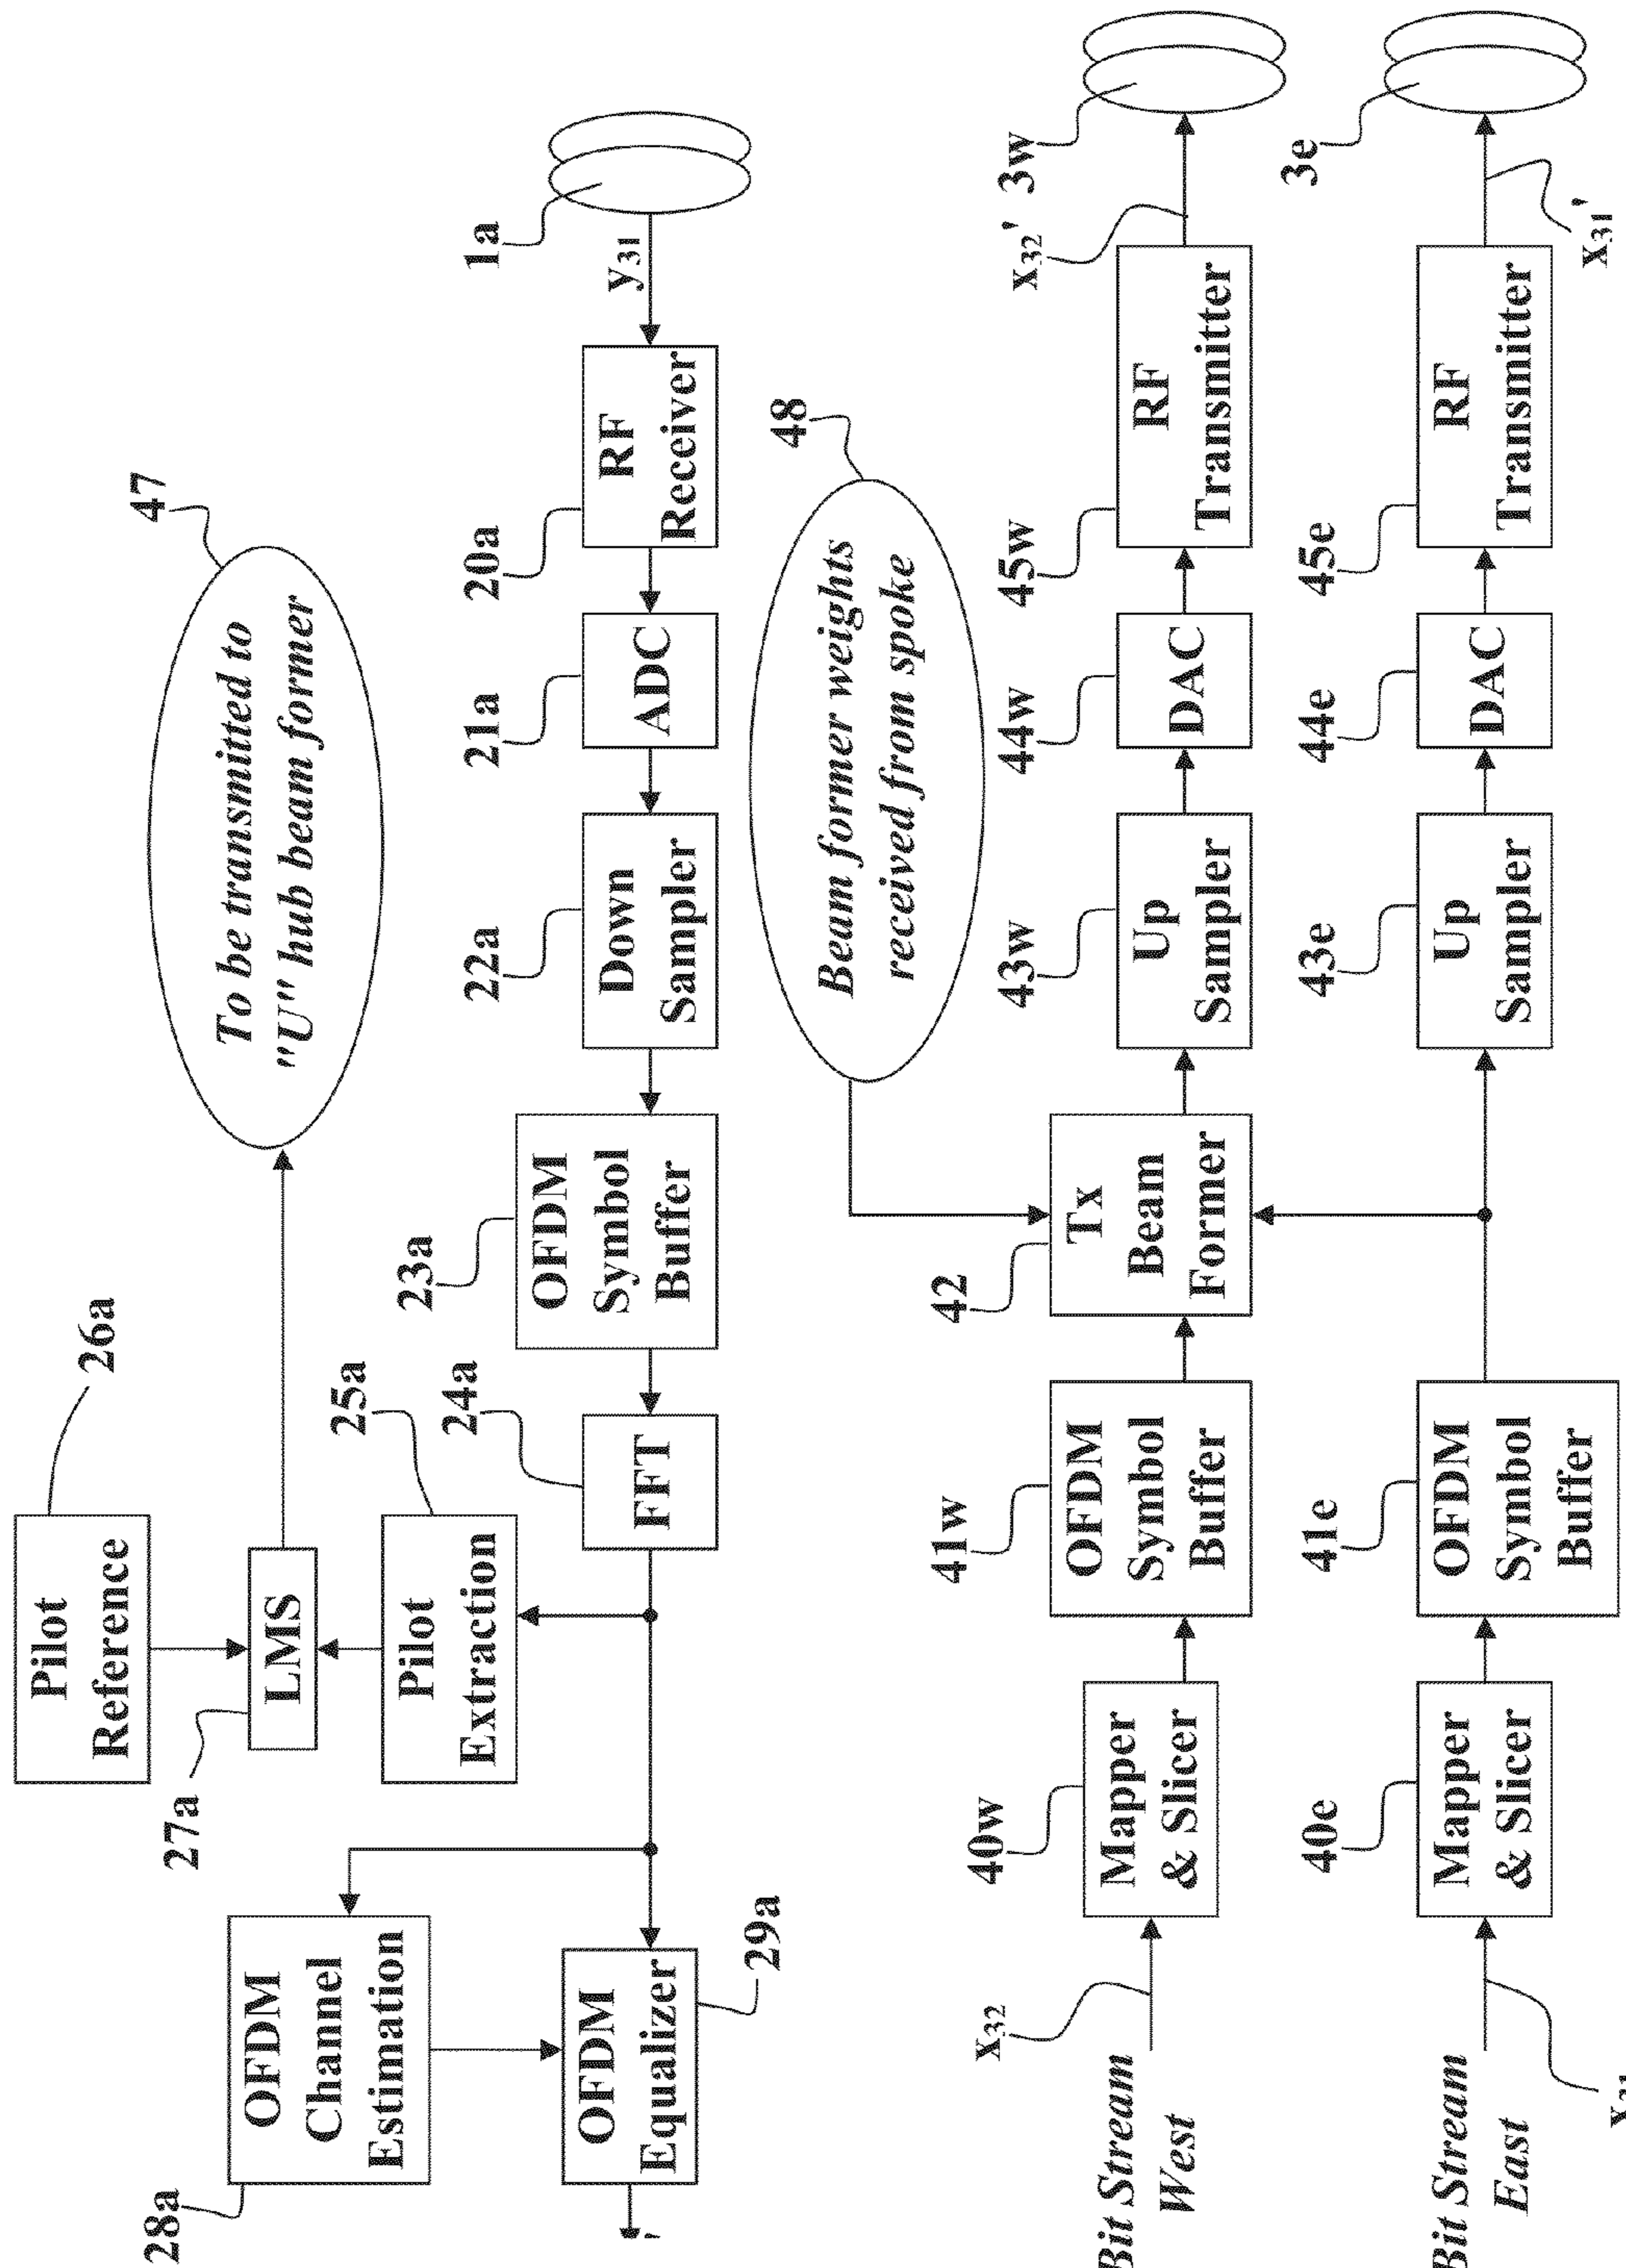 Pilot
Reference
26a
LMS
27a
Pilot
Extraction
25a
To be transmitted to
"U" hub beam former
47
OFDM
Channel
Estimation
28a
OFDM
Equalizer
29a
FFT
24a
OFDM
Symbol
Buffer
23a
Down
Sampler
22a
ADC
21a
RF
Receiver
20a
y31
1a
Beam former weights
received from spoke
48
Bit Stream
West
x32
Mapper
& Slicer
40w
OFDM
Symbol
Buffer
41w
Tx
Beam
Former
42
Up
Sampler
43w
DAC
44w
RF
Transmitter
45w
x32'
3w
Bit Stream
East
Mapper
& Slicer
40e
OFDM
Symbol
Buffer
41e
Up
Sampler
43e
DAC
44e
RF
Transmitter
45e
x31'
3e